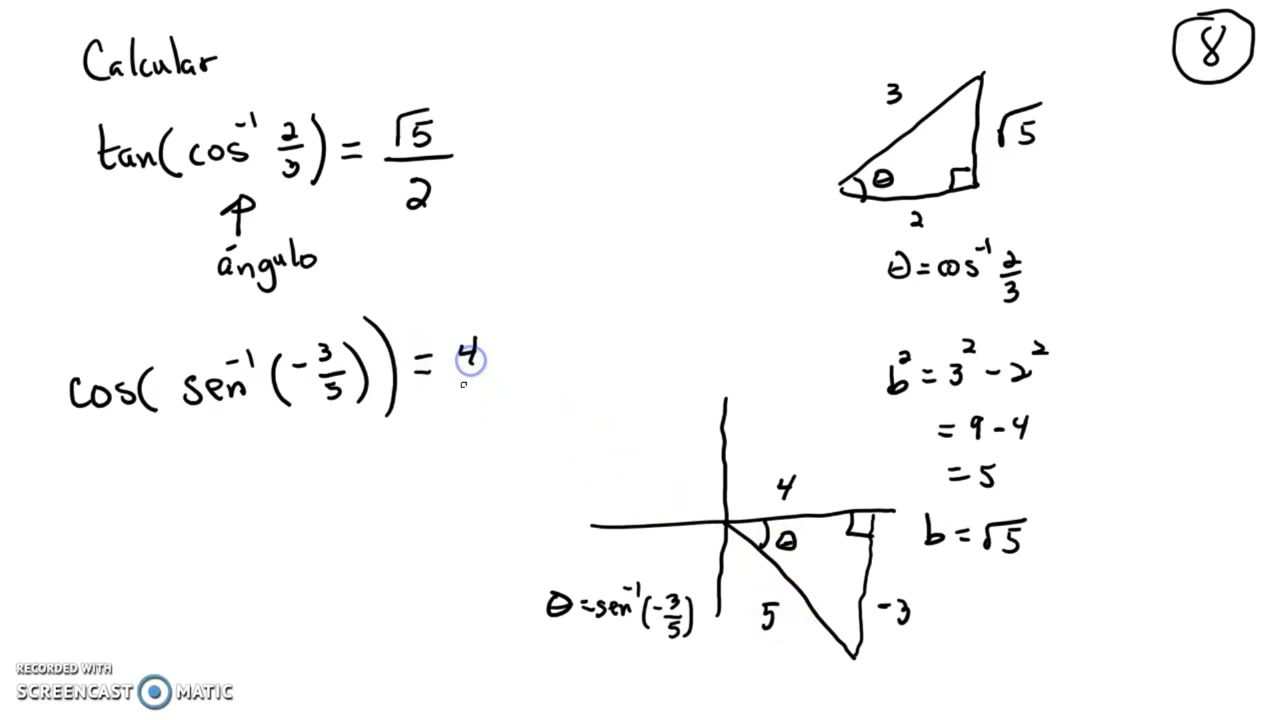 Calcular
tan(cos⁻¹ 2/3) = √5/2
ángulo
cos(sen⁻¹(-3/5)) = 4
8
3
√5
θ
2
θ = cos⁻¹ 2/3
b² = 3² - 2²
= 9 - 4
= 5
b = √5
4
θ
5
-3
θ = sen⁻¹(-3/5)
RECORDED WITH
SCREENCAST MATIC